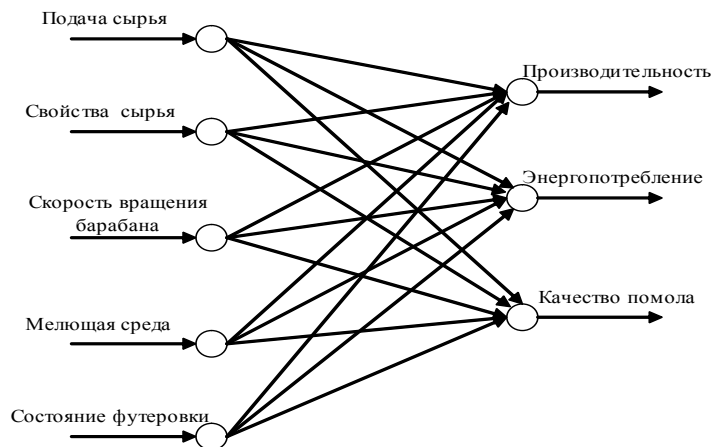 Подача сырья
Свойства сырья
Скорость вращения
барабана
Мелющая среда
Состояние футеровки
Производительность
Энергопотребление
Качество помола